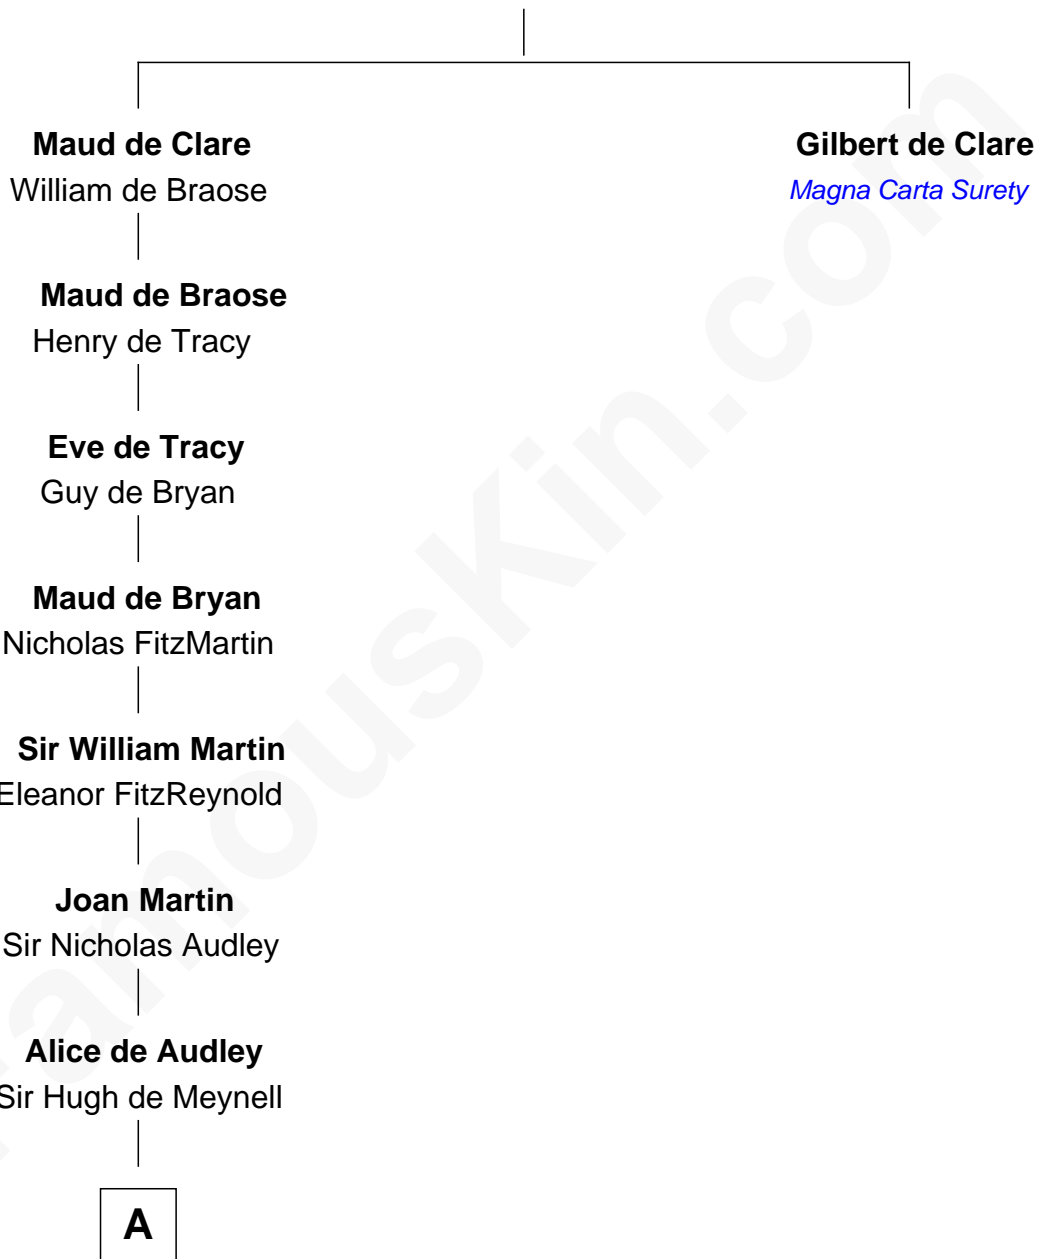 Maud de Clare
William de Braose
Gilbert de Clare
Magna Carta Surety
Maud de Braose
Henry de Tracy
Eve de Tracy
Guy de Bryan
Maud de Bryan
Nicholas FitzMartin
Sir William Martin
Eleanor FitzReynold
Joan Martin
Sir Nicholas Audley
Alice de Audley
Sir Hugh de Meynell
A
FamousKin.com